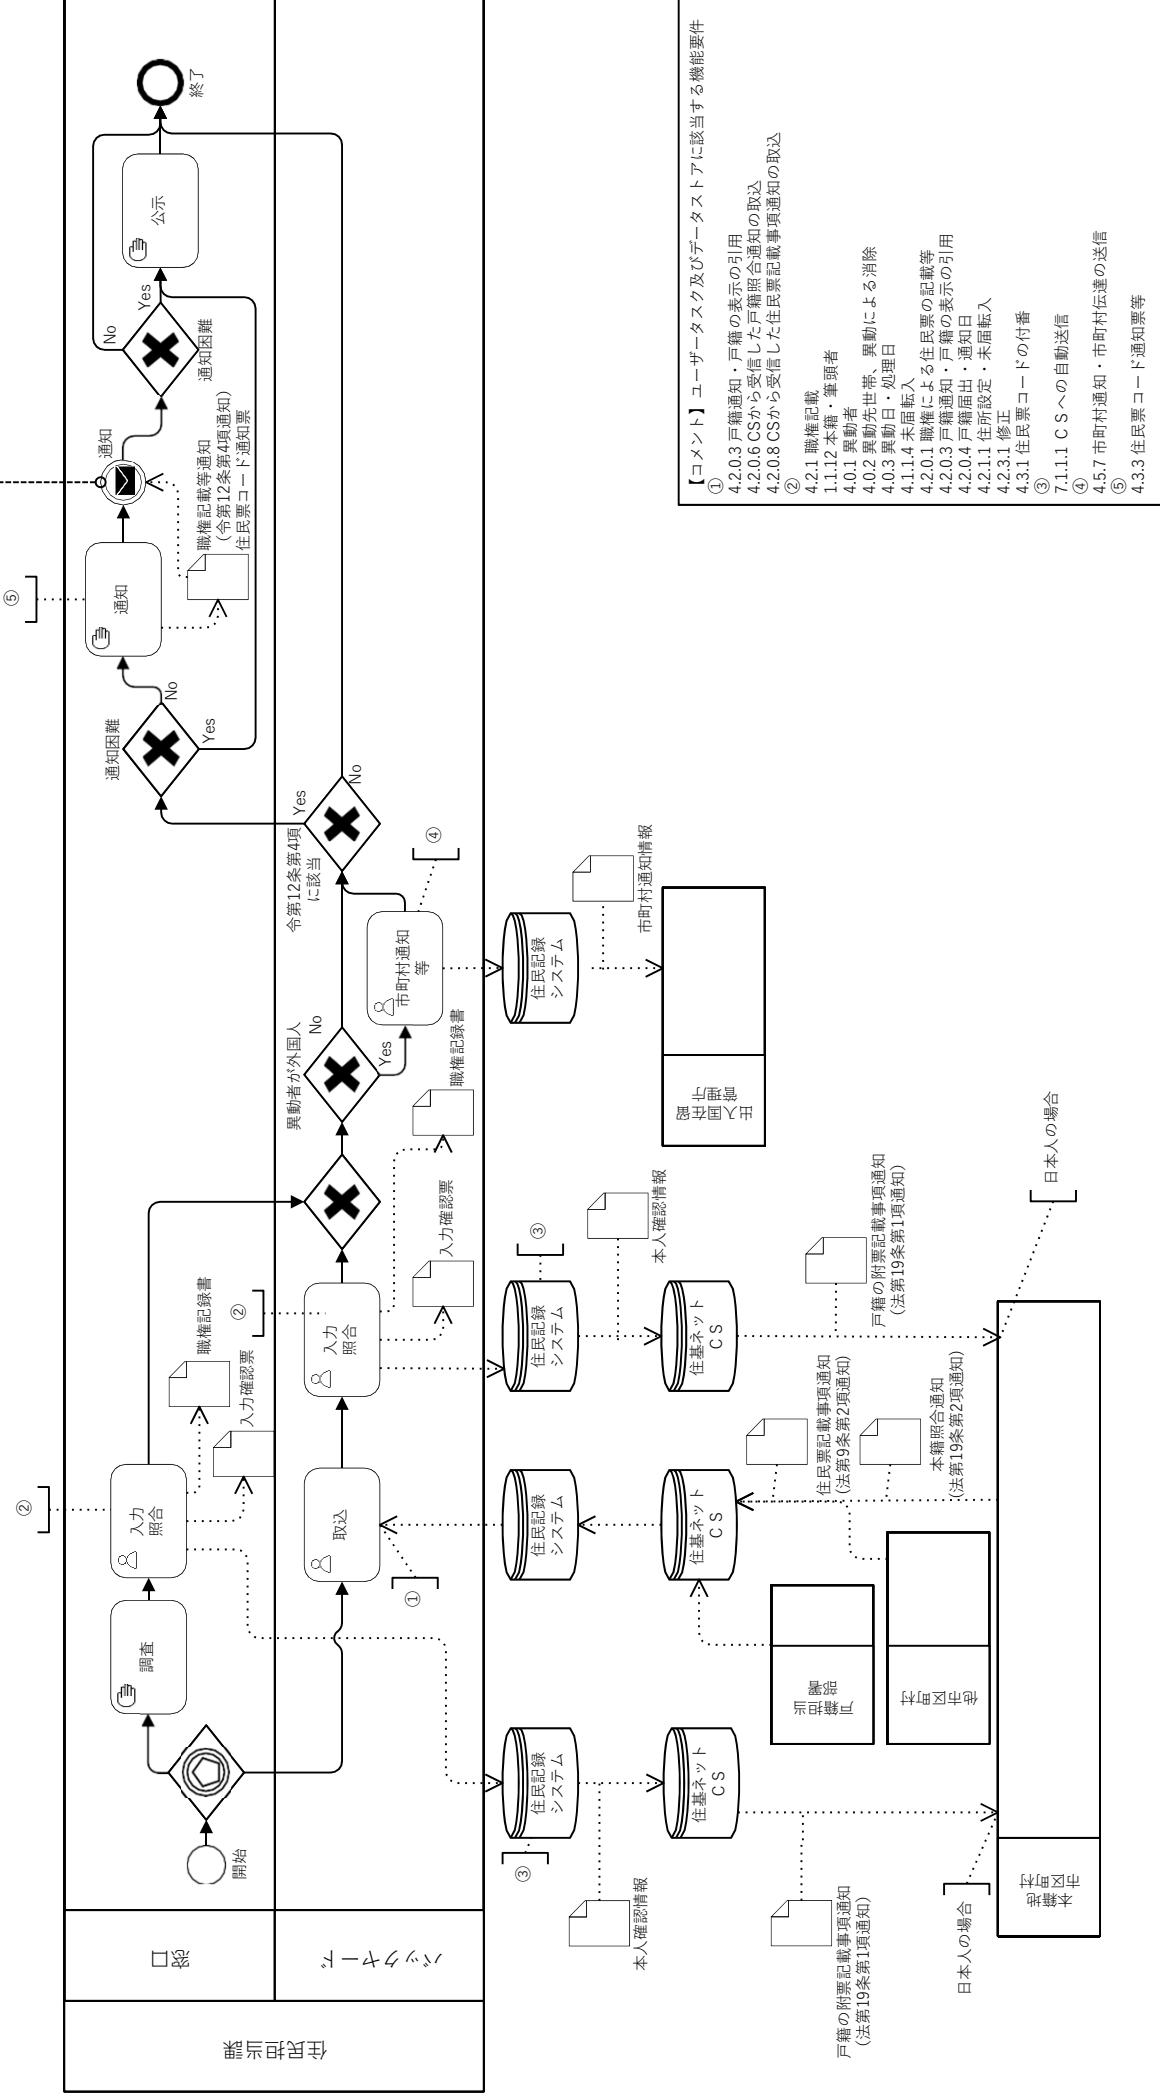 住民担当課
窓口
バックヤード
開始
調査
②
入力
照合
職権記録書
入力確認票
取込
①
②
入力
照合
入力確認票
職権記録書
異動者が外国人
No
Yes
市町村通知
等
④
令第12条第4項
に該当
Yes
No
通知困難
No
Yes
⑤
通知
職権記載等通知
（令第12条第4項通知）
住民票コード通知票
通知
通知困難
No
Yes
公示
終了
③
住民記録
システム
本人確認情報
住基ネット
ＣＳ
戸籍の附票記載事項通知
（法第19条第1項通知）
日本人の場合
住民記録
システム
住基ネット
ＣＳ
戸籍担当
部署
他市区町村
住民票記載事項通知
（法第9条第2項通知）
本籍照合通知
（法第19条第2項通知）
③
住民記録
システム
本人確認情報
住基ネット
ＣＳ
戸籍の附票記載事項通知
（法第19条第1項通知）
日本人の場合
本籍地
市区町村
住民記録
システム
市町村通知情報
出入国在留
管理庁
【コメント】ユーザータスク及びデータストアに該当する機能要件
①
4.2.0.3 戸籍通知・戸籍の表示の引用
4.2.0.6 CSから受信した戸籍照合通知の取込
4.2.0.8 CSから受信した住民票記載事項通知の取込
②
4.2.1 職権記載
1.1.12 本籍・筆頭者
4.0.1 異動者
4.0.2 異動先世帯、異動による消除
4.0.3 異動日・処理日
4.1.1.4 未届転入
4.2.0.1 職権による住民票の記載等
4.2.0.3 戸籍通知・戸籍の表示の引用
4.2.0.4 戸籍届出・通知日
4.2.1.1 住所設定・未届転入
4.2.3.1 修正
4.3.1 住民票コードの付番
③
7.1.1.1 ＣＳへの自動送信
④
4.5.7 市町村通知・市町村伝達の送信
⑤
4.3.3 住民票コード通知票等